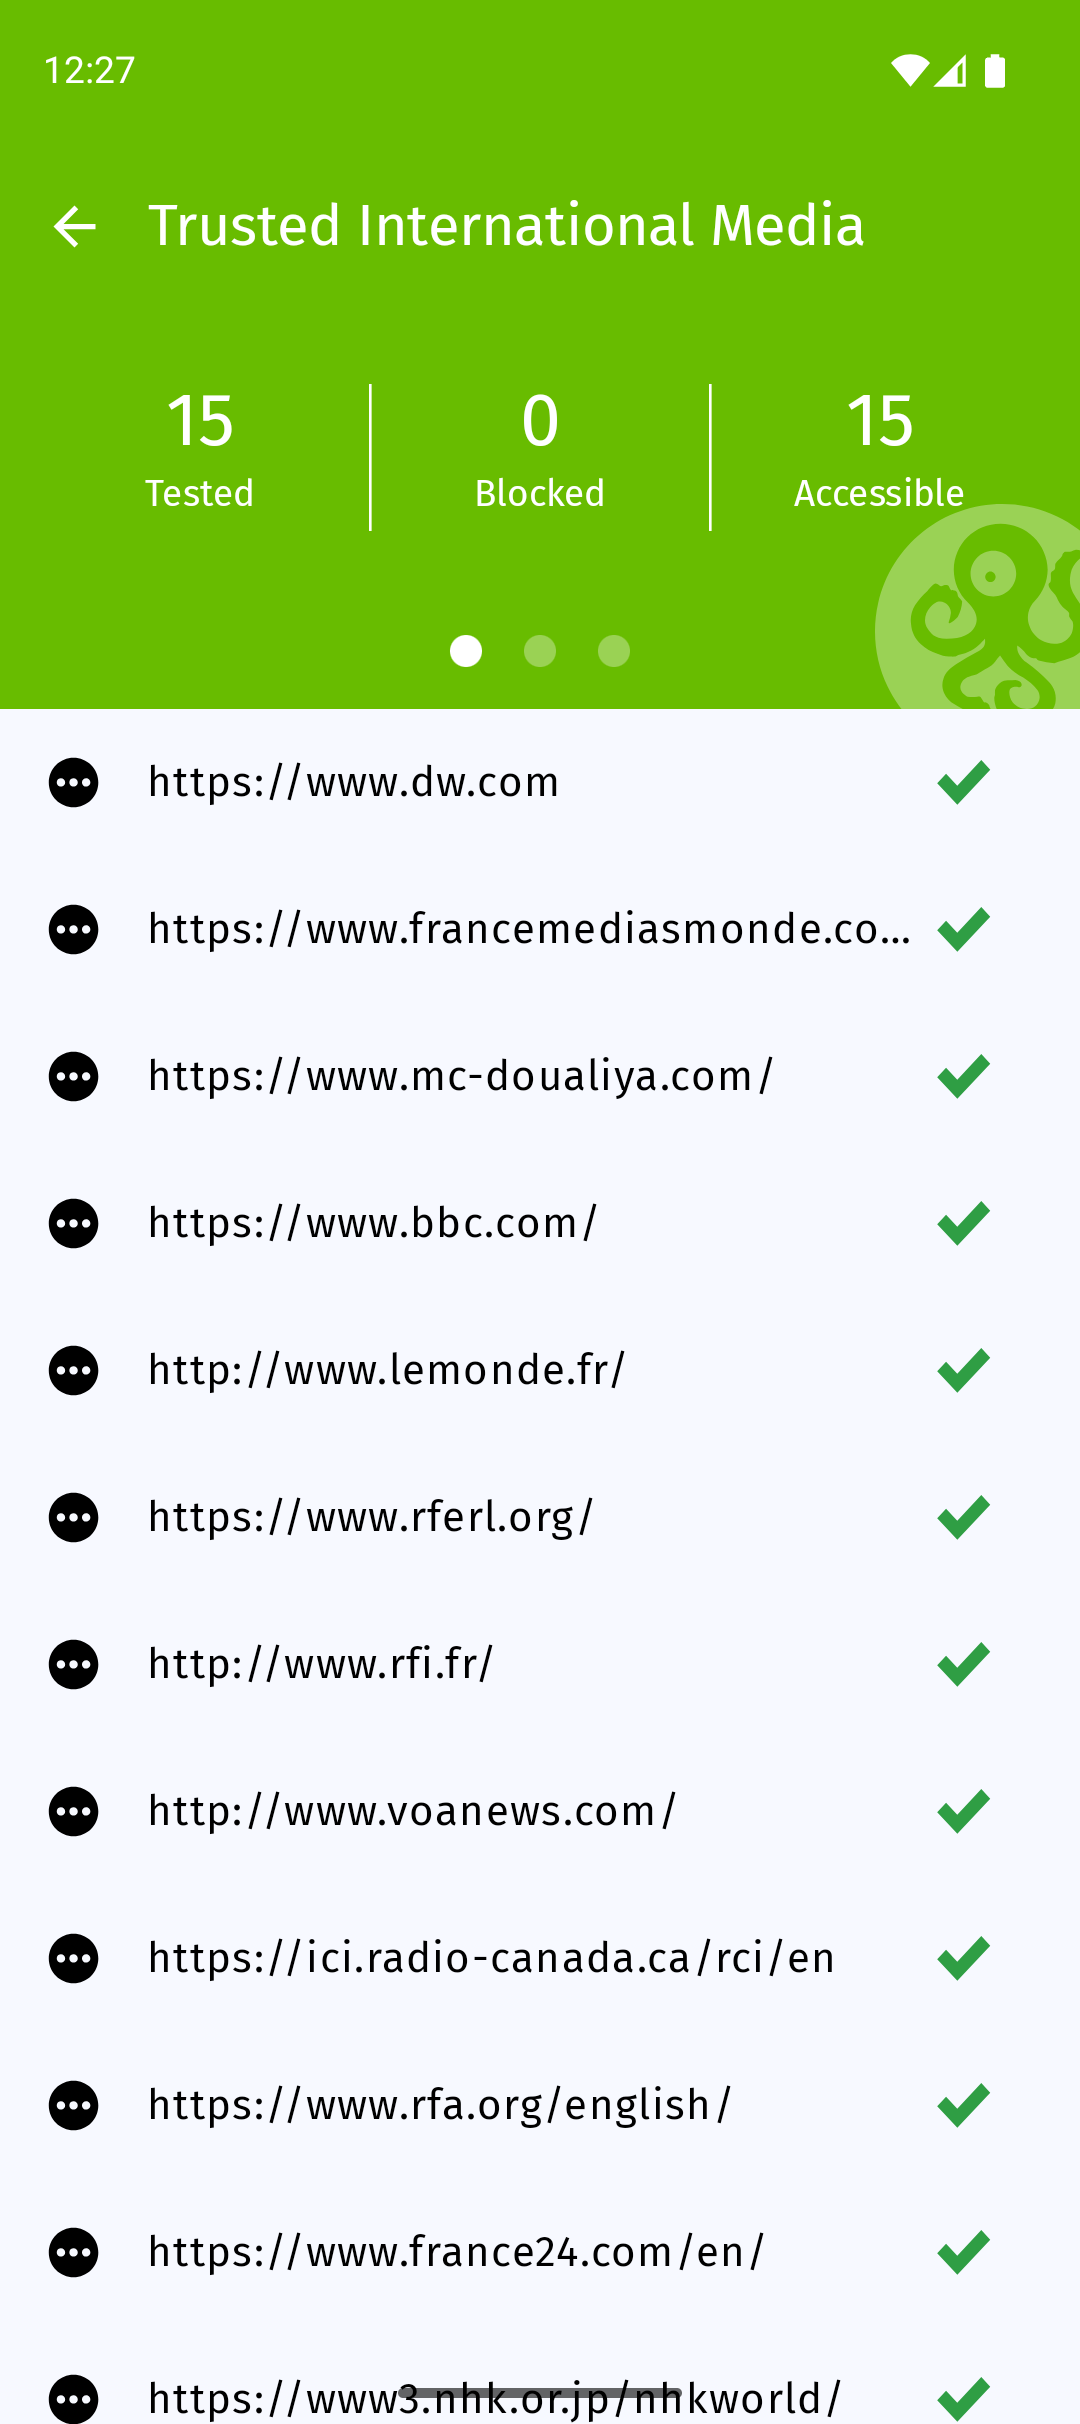 12:27
Trusted International Media
15
Tested
0
Blocked
15
Accessible
https://www.dw.com
https://www.francemediasmonde.co...
https://www.mc-doualiya.com/
https://www.bbc.com/
http://www.lemonde.fr/
https://www.rferl.org/
http://www.rfi.fr/
http://www.voanews.com/
https://ici.radio-canada.ca/rci/en
https://www.rfa.org/english/
https://www.france24.com/en/
https://www3.nhk.or.jp/nhkworld/